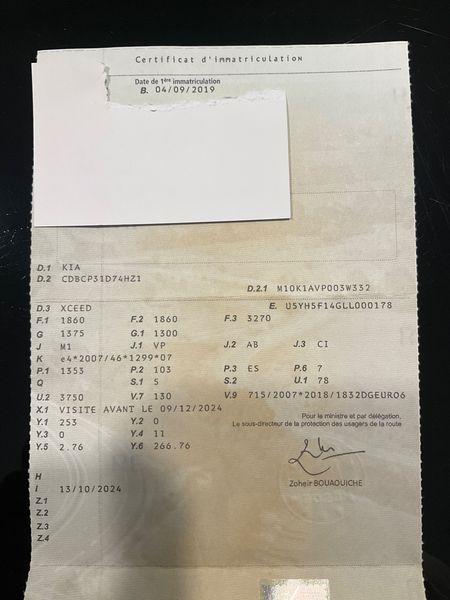 Certificat d'immatriculation
Date de 1ère immatriculation
B. 04/09/2019
D.1 KIA
D.2 CDBCP31D74HZ1
D.2.1 M10K1AVP003W332
D.3 XCEED
E. U5YH5F14GLL000178
F.1 1860 F.2 1860 F.3 3270
G 1375 G.1 1300
J M1 J.1 VP J.2 AB J.3 CI
K e4*2007/46*1299*07
P.1 1353 P.2 103 P.3 ES P.6 7
Q S.1 5 S.2 U.1 78
U.2 3750 V.7 130 V.9 715/2007*2018/1832DGEURO6
X.1 VISITE AVANT LE 09/12/2024
Y.1 253 Y.2 0
Y.3 0 Y.4 11
Y.5 2.76 Y.6 266.76
Pour le ministre et par délégation,
Le sous-directeur de la protection des usagers de la route
Zoheir BOUAOUICHE
H
I 13/10/2024
Z.1
Z.2
Z.3
Z.4